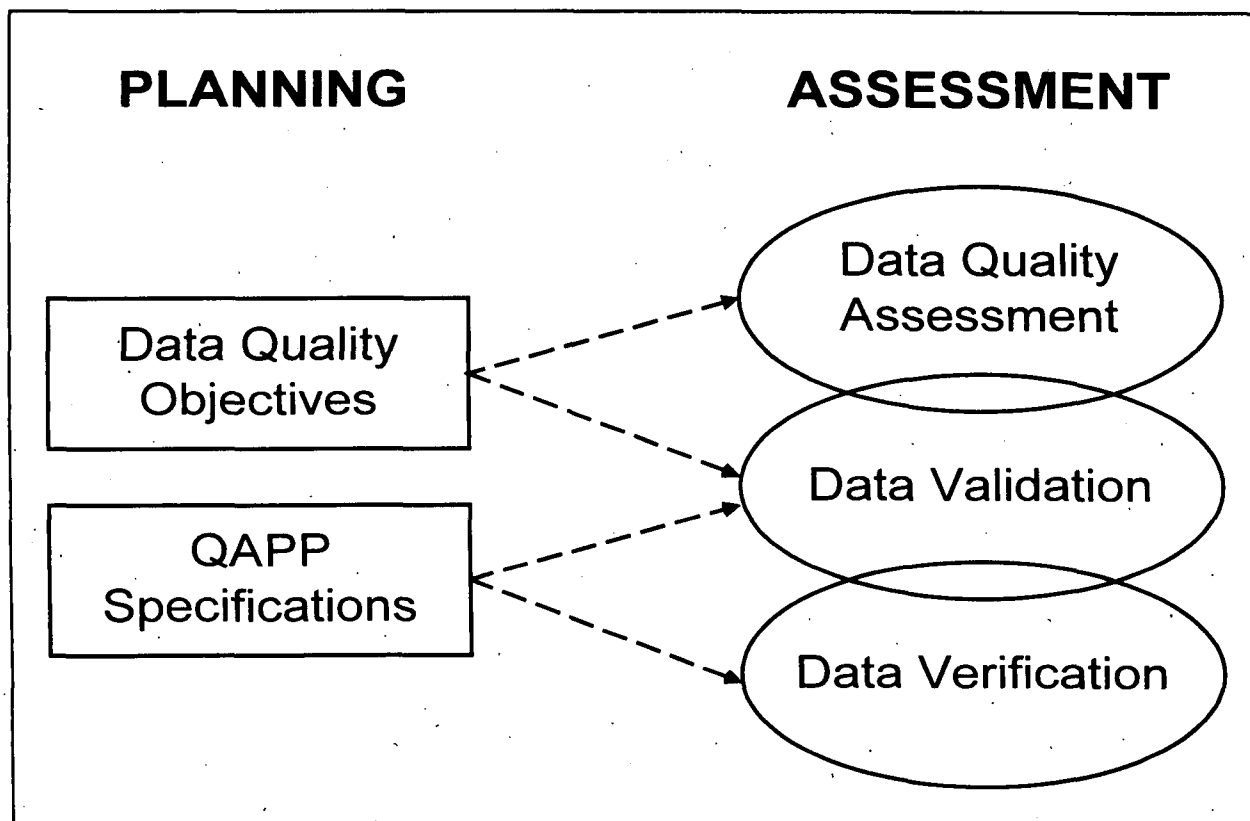 PLANNING
ASSESSMENT
Data Quality
Objectives
QAPP
Specifications
Data Quality
Assessment
Data Validation
Data Verification